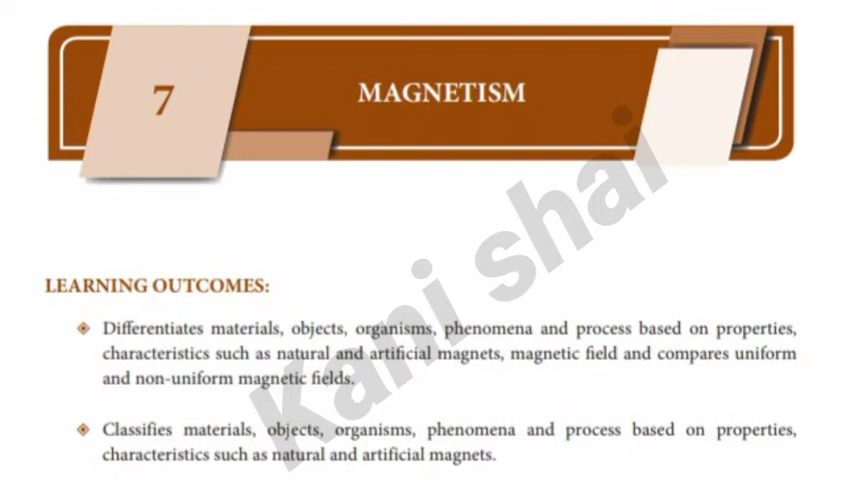 7
MAGNETISM
LEARNING OUTCOMES:
Differentiates materials, objects, organisms, phenomena and process based on properties,
characteristics such as natural and artificial magnets, magnetic field and compares uniform
and non-uniform magnetic fields.
Classifies materials, objects, organisms, phenomena and process based on properties,
characteristics such as natural and artificial magnets.
Kani shai